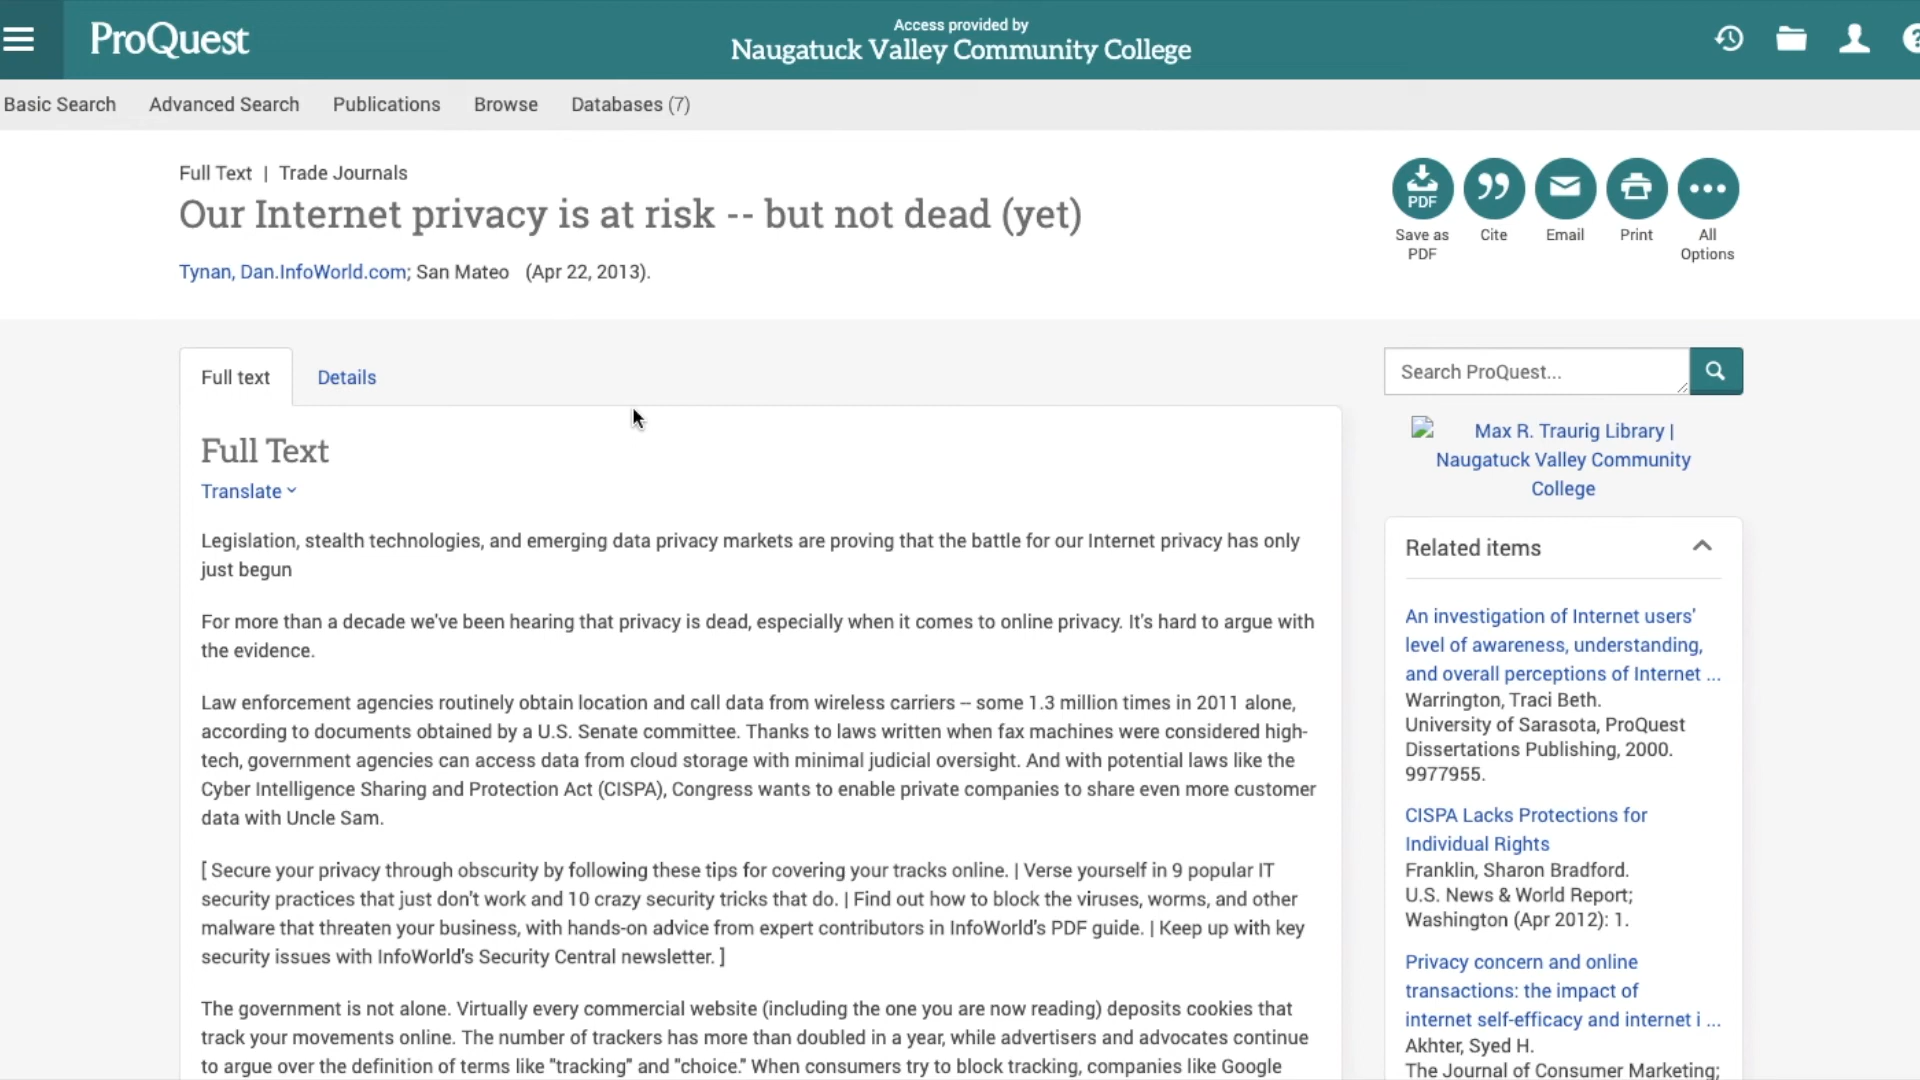 ProQuest
Access provided by
Naugatuck Valley Community College
?
Basic Search
Advanced Search
Publications
Browse
Databases (7)
Full Text | Trade Journals
Our Internet privacy is at risk -- but not dead (yet)
Tynan, Dan.InfoWorld.com; San Mateo (Apr 22, 2013).
PDF
Save as
PDF
Cite
Email
Print
All
Options
Full text
Details
Full Text
Translate
Legislation, stealth technologies, and emerging data privacy markets are proving that the battle for our Internet privacy has only
just begun
For more than a decade we've been hearing that privacy is dead, especially when it comes to online privacy. It's hard to argue with
the evidence.
Law enforcement agencies routinely obtain location and call data from wireless carriers -- some 1.3 million times in 2011 alone,
according to documents obtained by a U.S. Senate committee. Thanks to laws written when fax machines were considered high-
tech, government agencies can access data from cloud storage with minimal judicial oversight. And with potential laws like the
Cyber Intelligence Sharing and Protection Act (CISPA), Congress wants to enable private companies to share even more customer
data with Uncle Sam.
[ Secure your privacy through obscurity by following these tips for covering your tracks online. | Verse yourself in 9 popular IT
security practices that just don't work and 10 crazy security tricks that do. | Find out how to block the viruses, worms, and other
malware that threaten your business, with hands-on advice from expert contributors in InfoWorld's PDF guide. | Keep up with key
security issues with InfoWorld's Security Central newsletter. ]
The government is not alone. Virtually every commercial website (including the one you are now reading) deposits cookies that
track your movements online. The number of trackers has more than doubled in a year, while advertisers and advocates continue
to argue over the definition of terms like "tracking" and "choice." When consumers try to block tracking, companies like Google
Search ProQuest...
Max R. Traurig Library |
Naugatuck Valley Community
College
Related items
An investigation of Internet users'
level of awareness, understanding,
and overall perceptions of Internet ...
Warrington, Traci Beth.
University of Sarasota, ProQuest
Dissertations Publishing, 2000.
9977955.
CISPA Lacks Protections for
Individual Rights
Franklin, Sharon Bradford.
U.S. News & World Report;
Washington (Apr 2012): 1.
Privacy concern and online
transactions: the impact of
internet self-efficacy and internet i ...
Akhter, Syed H.
The Journal of Consumer Marketing;